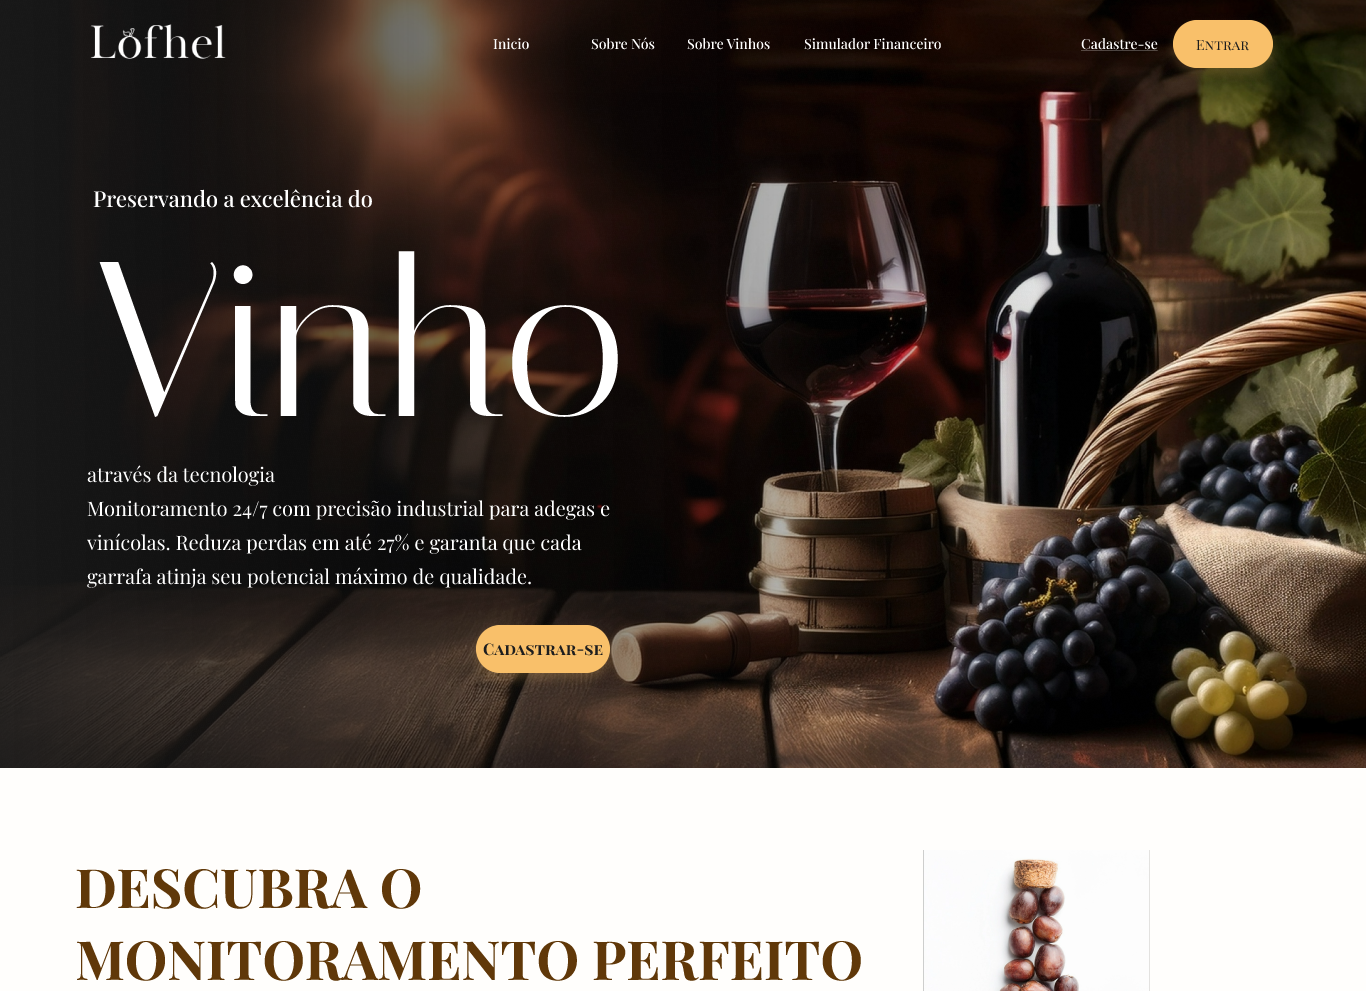 Lofhel
Inicio
Sobre Nós
Sobre Vinhos
Simulador Financeiro
Cadastre-se
Entrar
Preservando a excelência do
Vinho
através da tecnologia
Monitoramento 24/7 com precisão industrial para adegas e
vinícolas. Reduza perdas em até 27% e garanta que cada
garrafa atinja seu potencial máximo de qualidade.
Cadastrar-se
DESCUBRA O
MONITORAMENTO PERFEITO